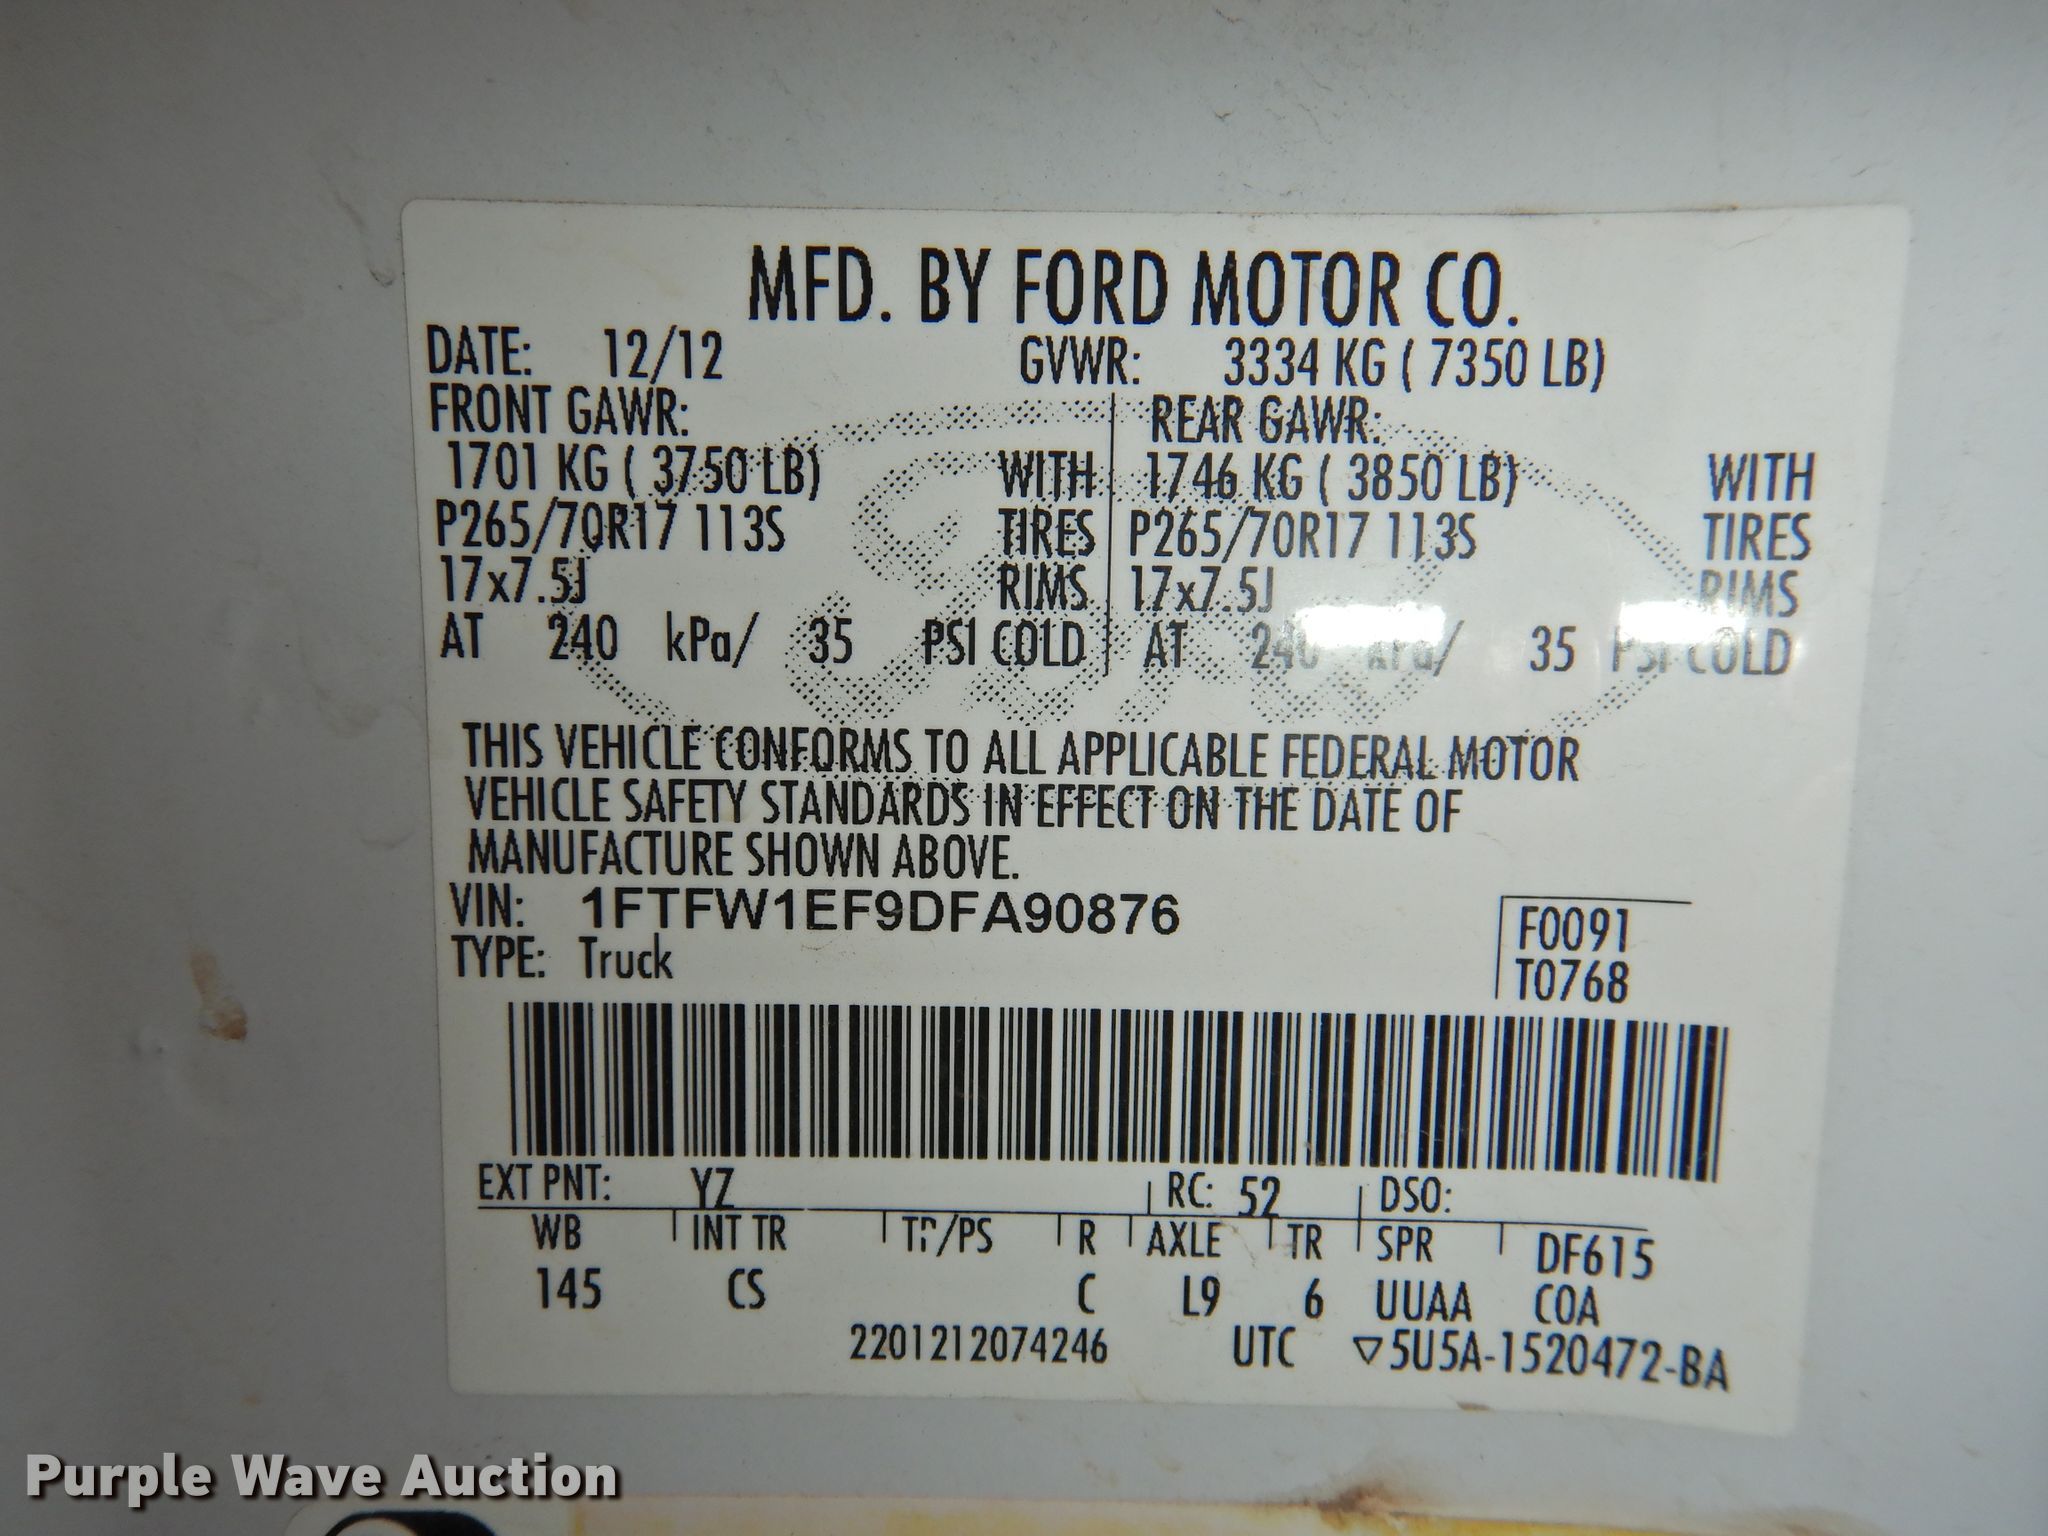 MFD. BY FORD MOTOR CO.
DATE: 12/12 GVWR: 3334 KG ( 7350 LB)
FRONT GAWR: REAR GAWR:
1701 KG ( 3750 LB) WITH 1746 KG ( 3850 LB) WITH
P265/70R17 113S TIRES P265/70R17 113S TIRES
17x7.5J RIMS 17x7.5J RIMS
AT 240 kPa/ 35 PSI COLD AT 240 kPa/ 35 PSI COLD
THIS VEHICLE CONFORMS TO ALL APPLICABLE FEDERAL MOTOR
VEHICLE SAFETY STANDARDS IN EFFECT ON THE DATE OF
MANUFACTURE SHOWN ABOVE.
VIN: 1FTFW1EF9DFA90876 F0091
TYPE: Truck T0768
EXT PNT: YZ RC: 52 DSO:
WB INT TR TP/PS R AXLE TR SPR DF615
145 CS C L9 6 UUAA COA
2201212074246 UTC ▽5U5A-1520472-BA
Purple Wave Auction